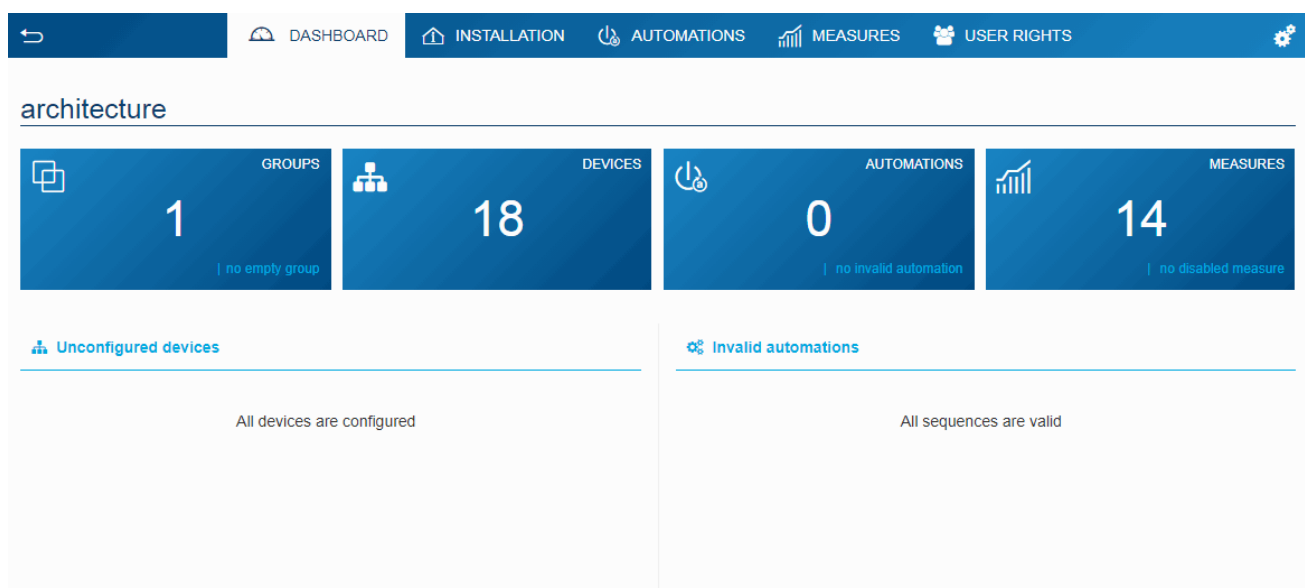 DASHBOARD INSTALLATION AUTOMATIONS MEASURES USER RIGHTS
architecture
GROUPS
1
| no empty group
DEVICES
18
AUTOMATIONS
0
| no invalid automation
MEASURES
14
| no disabled measure
Unconfigured devices
All devices are configured
Invalid automations
All sequences are valid